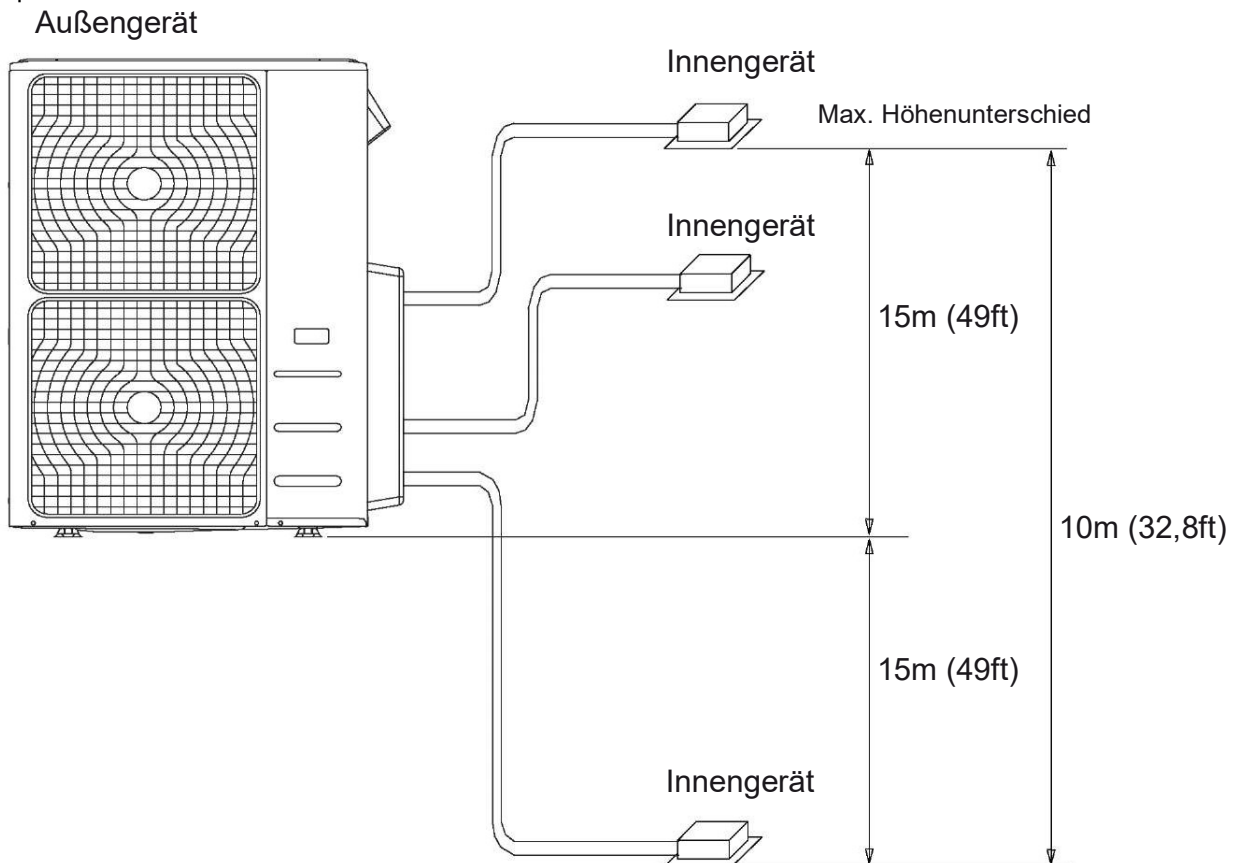 Außengerät
Innengerät
Max. Höhenunterschied
Innengerät
15m (49ft)
10m (32,8ft)
15m (49ft)
Innengerät